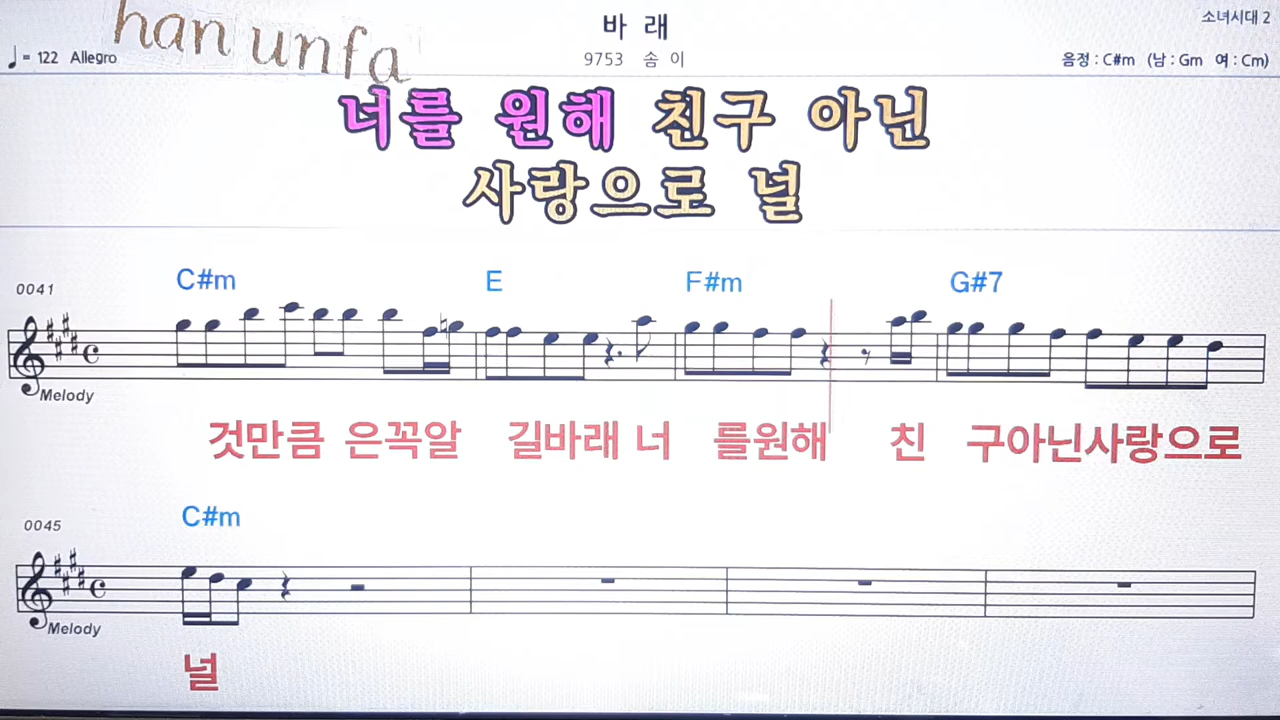 han unfa
바 래
소녀시대 2
♩ = 122 Allegro
9753 솜 이
음정 : C#m (남 : Gm 여 : Cm)
너를 원해 친구 아닌
사랑으로 널
C#m E F#m G#7
0041
Melody
것만큼 은꼭알 길바래 너 를원해 친 구아닌사랑으로
C#m
0045
Melody
널